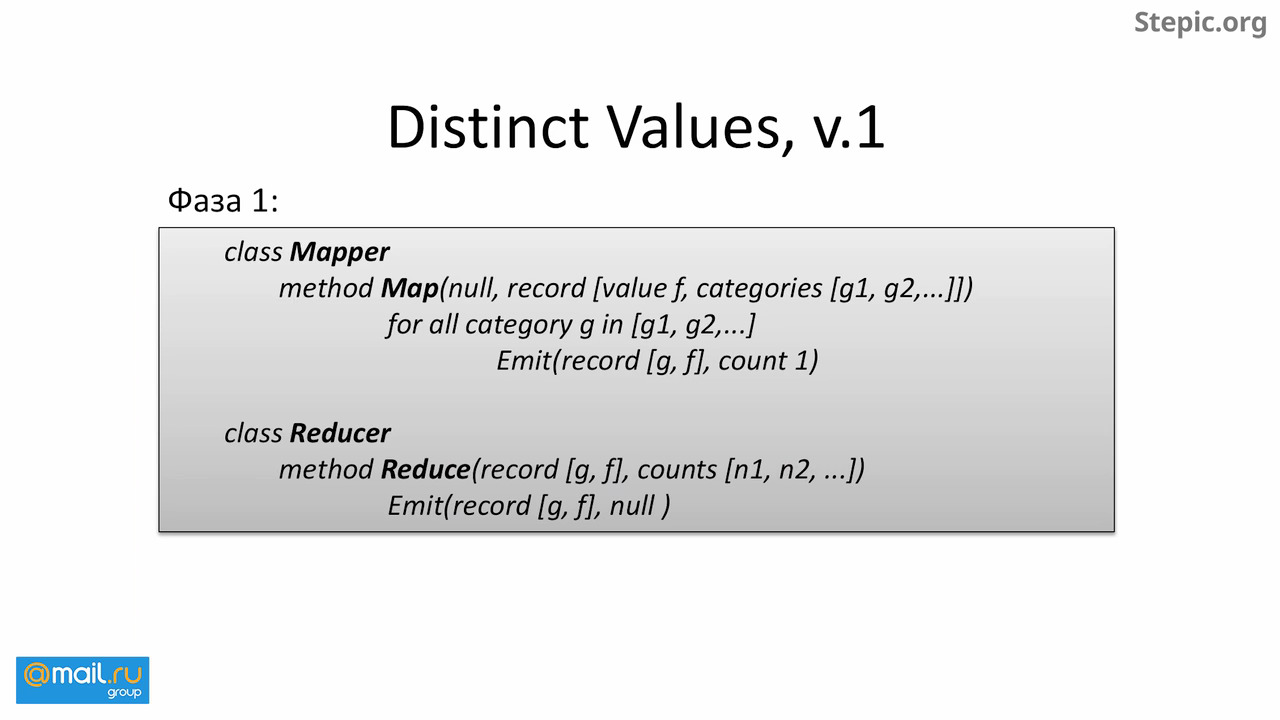 Stepic.org
Distinct Values, v.1
Фаза 1:
class Mapper
method Map(null, record [value f, categories [g1, g2,...]])
for all category g in [g1, g2,...]
Emit(record [g, f], count 1)
class Reducer
method Reduce(record [g, f], counts [n1, n2, ...])
Emit(record [g, f], null )
@mail.ru
group